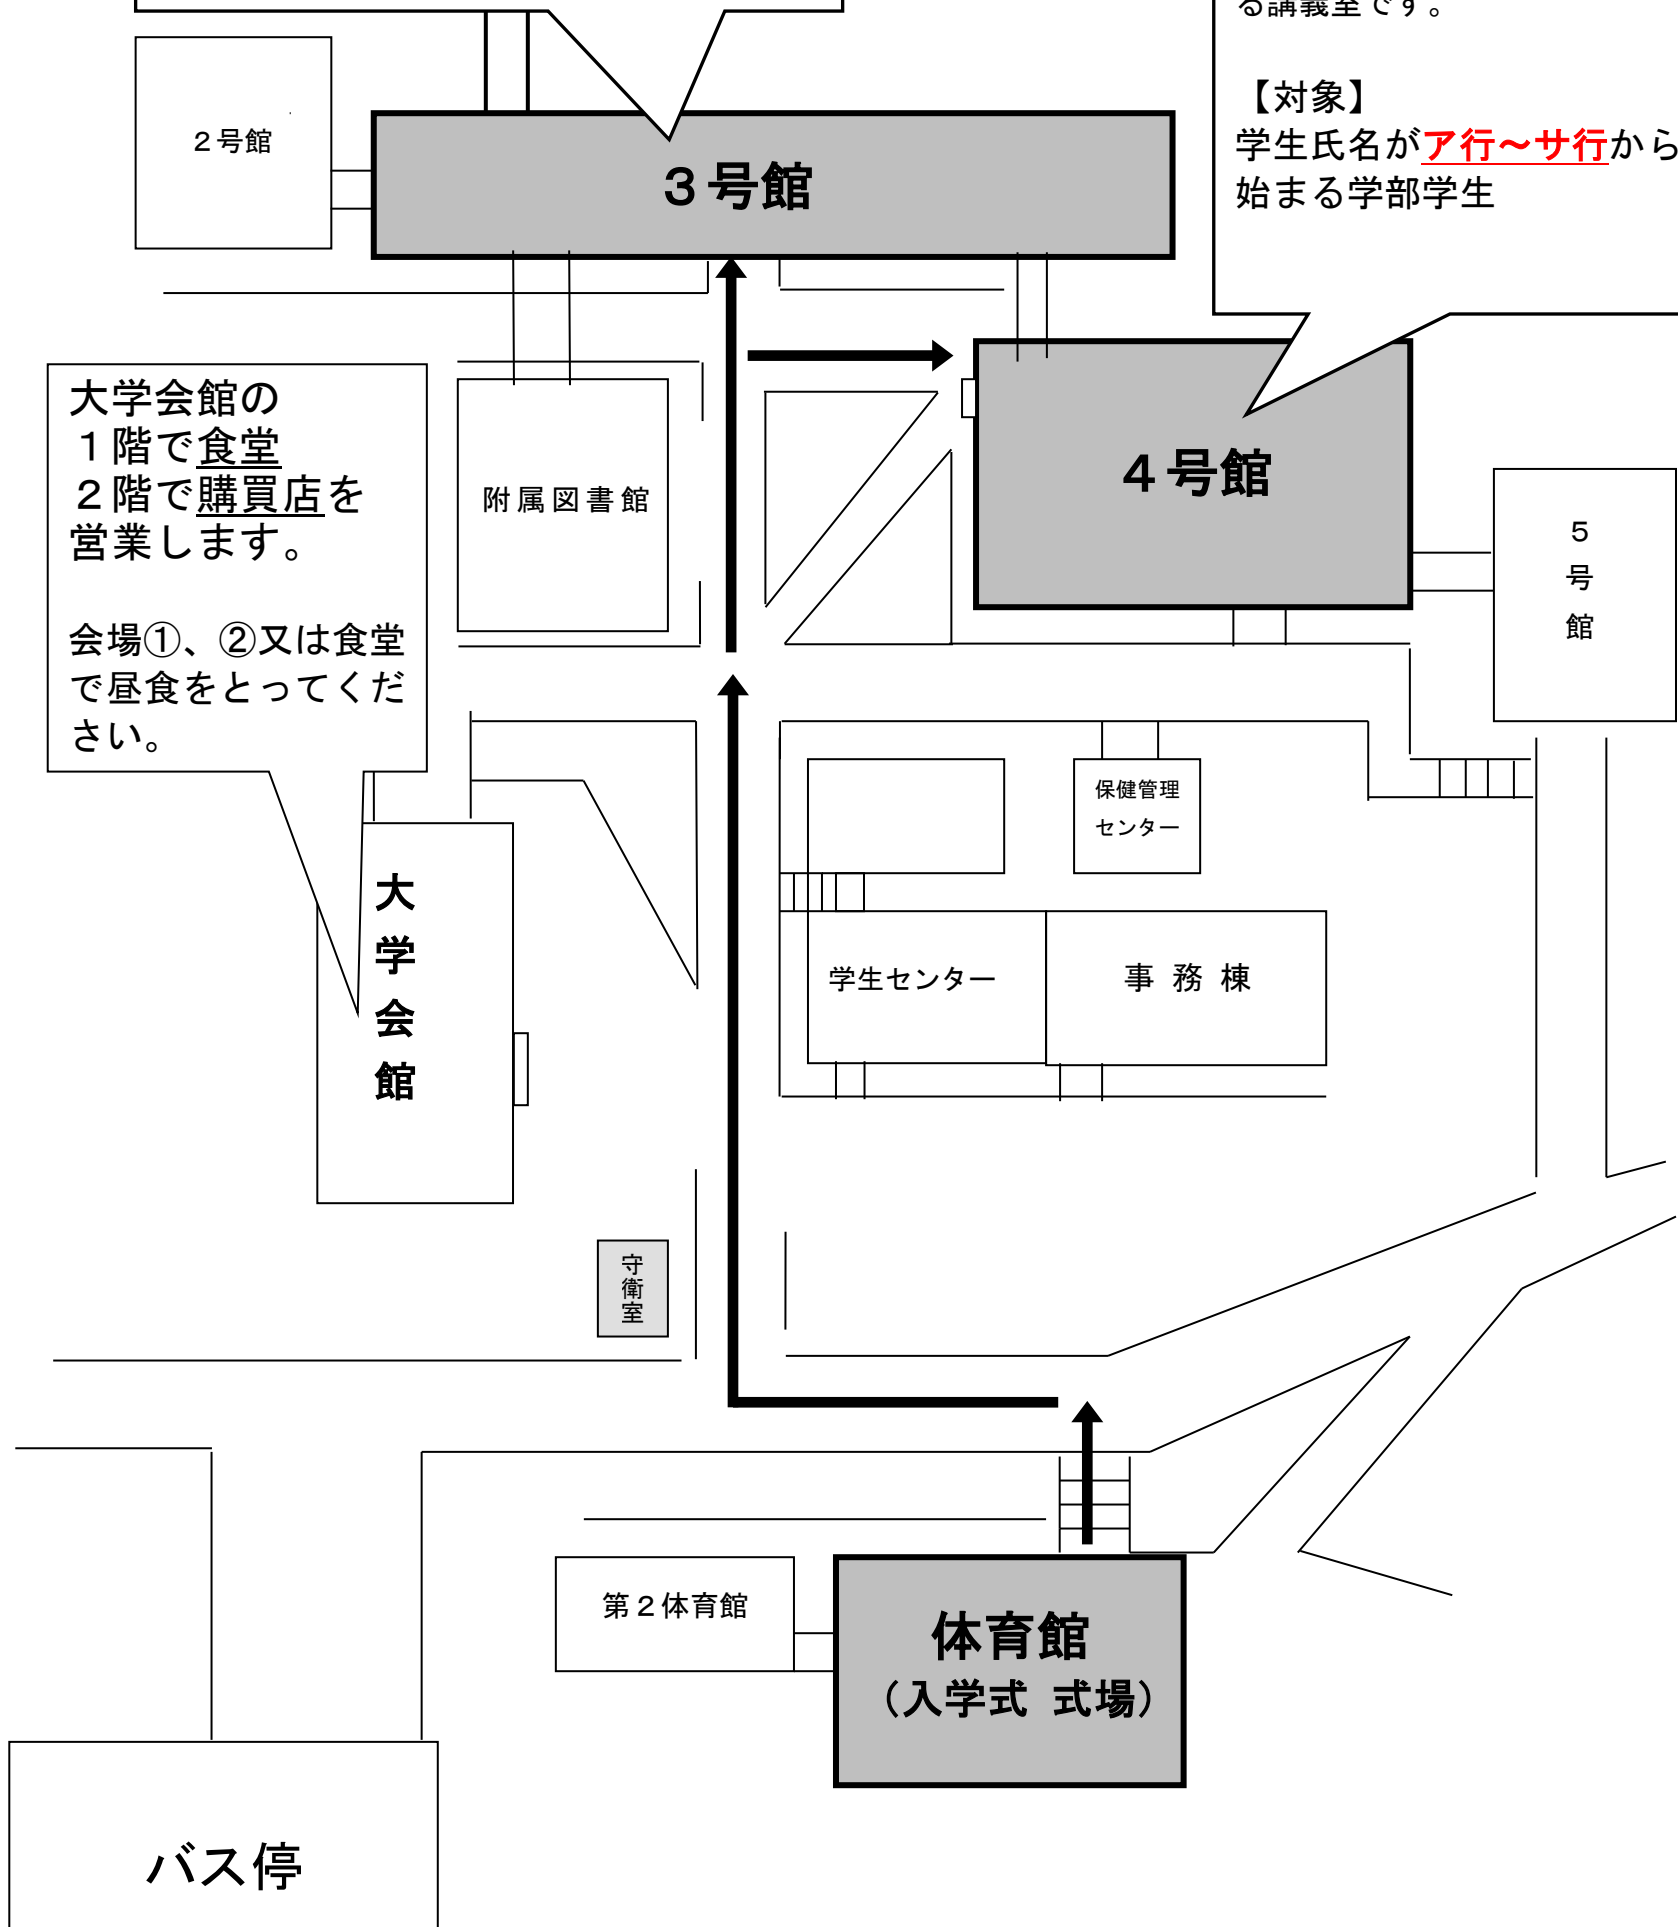 る講義室です。
【対象】
学生氏名がア行～サ行から
始まる学部学生
２号館
３号館
大学会館の
１階で食堂
２階で購買店を
営業します。
会場①、②又は食堂
で昼食をとってくだ
さい。
附属図書館
４号館
５号館
保健管理
センター
大学会館
学生センター
事務棟
守衛室
第２体育館
体育館
（入学式 式場）
バス停